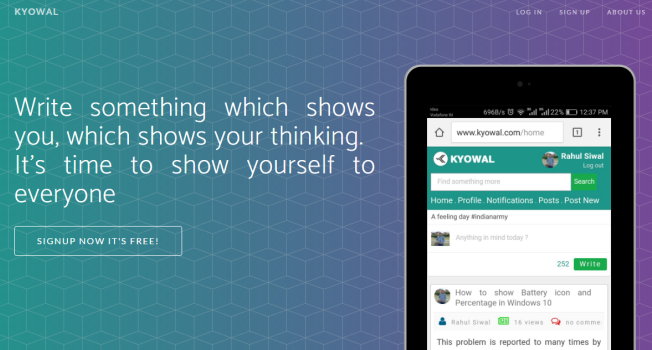 KYOWAL
LOG IN SIGN UP ABOUT US
Write something which shows
you, which shows your thinking.
It's time to show yourself to
everyone
SIGNUP NOW IT'S FREE!
696B/s 22% 12:37 PM
www.kyowal.com/home 1
KYOWAL
Rahul Siwal
Log out
Find something more Search
Home . Profile . Notifications . Posts . Post New
A feeling day #indianarmy
Anything in mind today ?
252 Write
How to show Battery icon and
Percentage in Windows 10
Rahul Siwal 16 views no comme
This problem is reported to many times by